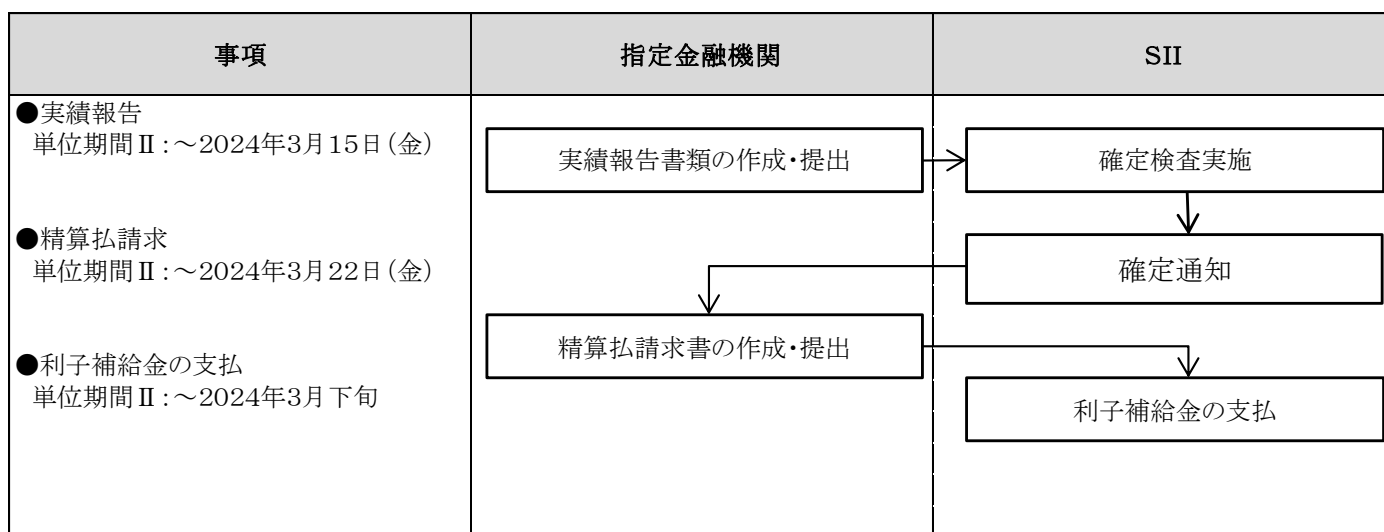 事項
指定金融機関
SII
●実績報告
単位期間Ⅱ:～2024年3月15日(金)
実績報告書類の作成・提出
確定検査実施
●精算払請求
単位期間Ⅱ:～2024年3月22日(金)
確定通知
精算払請求書の作成・提出
●利子補給金の支払
単位期間Ⅱ:～2024年3月下旬
利子補給金の支払